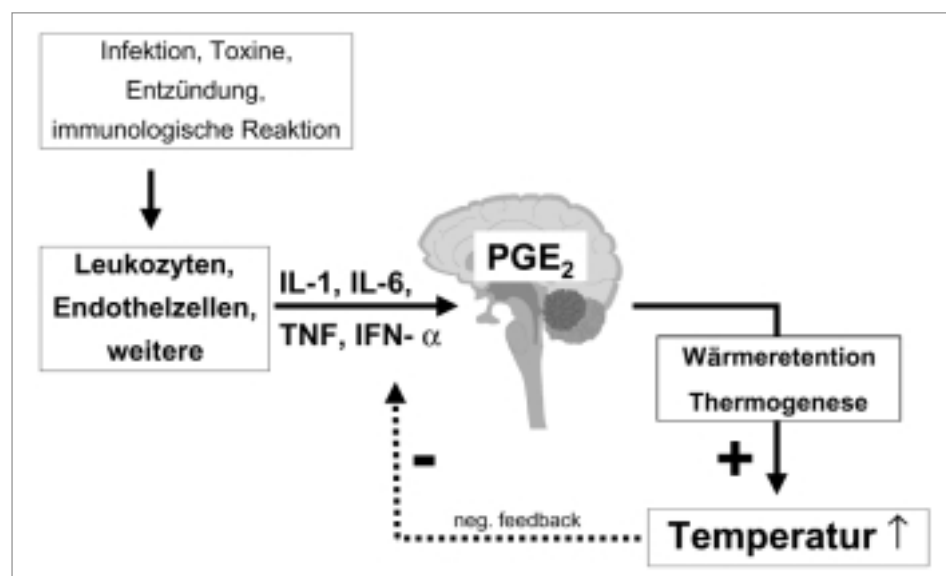 Infektion, Toxine,
Entzündung,
immunologische Reaktion
Leukozyten,
Endothelzellen,
weitere
IL-1, IL-6,
TNF, IFN- α
PGE₂
Wärmeretention
Thermogenese
+
-
neg. feedback
Temperatur ↑